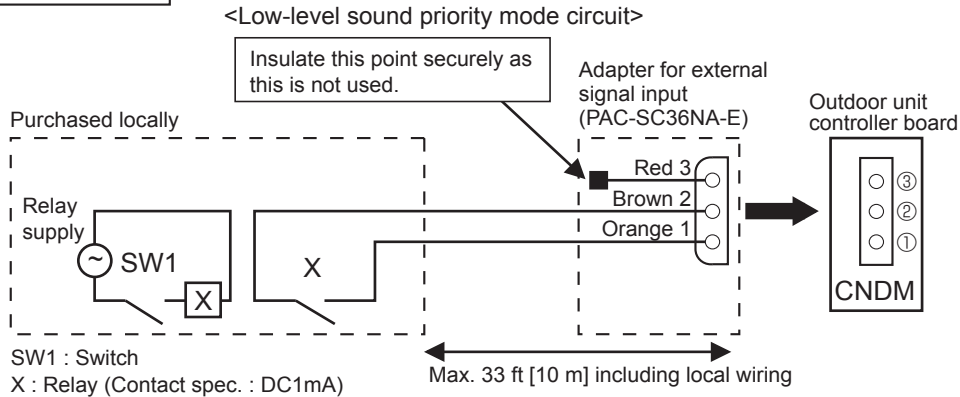 <Low-level sound priority mode circuit>
Insulate this point securely as
this is not used.
Adapter for external
signal input
(PAC-SC36NA-E)
Outdoor unit
controller board
Purchased locally
Relay
supply
~
SW1
X
X
Red 3
Brown 2
Orange 1
③
②
①
CNDM
SW1 : Switch
X : Relay (Contact spec. : DC1mA)
Max. 33 ft [10 m] including local wiring